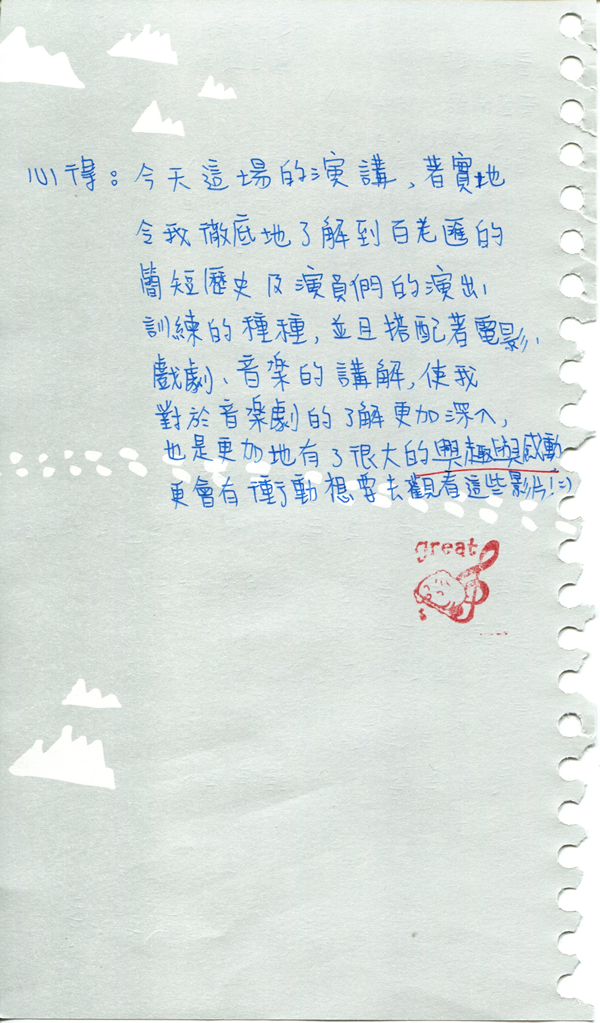 心得：今天這場的演講，著實地
令我徹底地了解到百老匯的
簡短歷史及演員們的演出、
訓練的種種，並且搭配著電影、
戲劇、音樂的講解，使我
對於音樂劇的了解更加深入，
也是更加地有了很大的興趣與感動
更會有衝動想要去觀看這些影片！=)
great